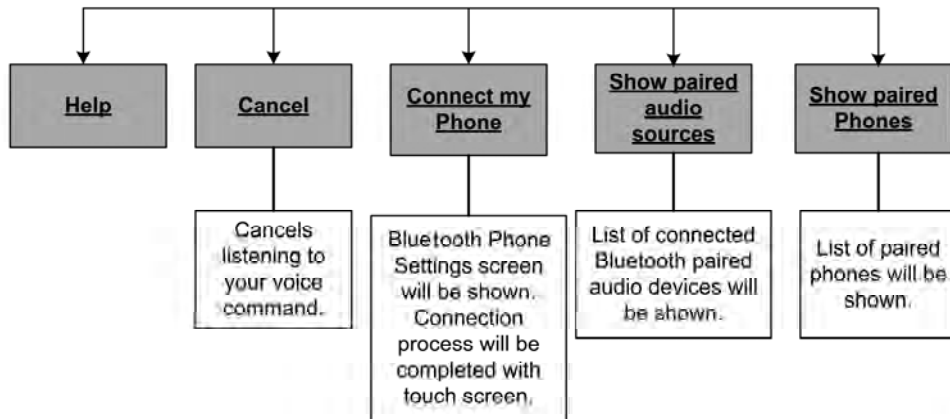 Help
Cancel
Connect my
Phone
Show paired
audio
sources
Show paired
Phones
Cancels
listening to
your voice
command.
Bluetooth Phone
Settings screen
will be shown.
Connection
process will be
completed with
touch screen.
List of connected
Bluetooth paired
audio devices will
be shown.
List of paired
phones will be
shown.